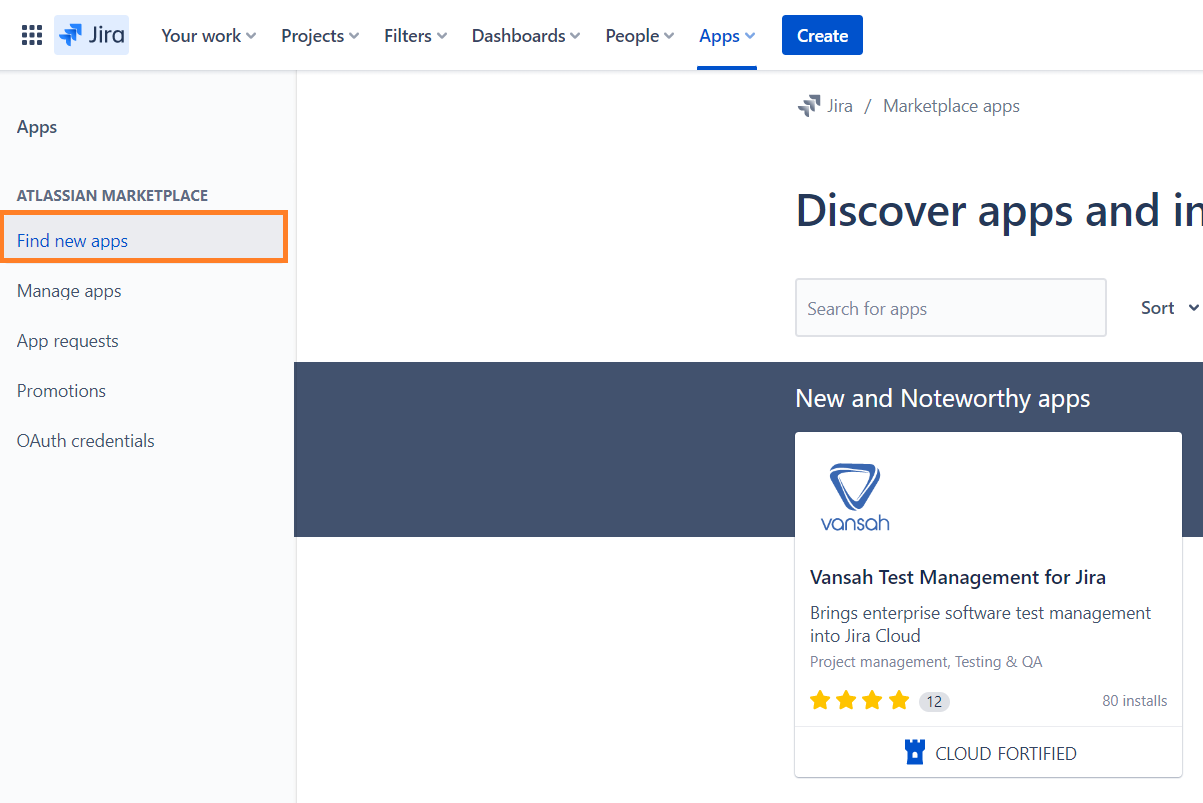 Jira Your work Projects Filters Dashboards People Apps Create
Apps
ATLASSIAN MARKETPLACE
Find new apps
Manage apps
App requests
Promotions
OAuth credentials
Jira / Marketplace apps
Discover apps and in
Search for apps
Sort
New and Noteworthy apps
vansah
Vansah Test Management for Jira
Brings enterprise software test management
into Jira Cloud
Project management, Testing & QA
12 80 installs
CLOUD FORTIFIED